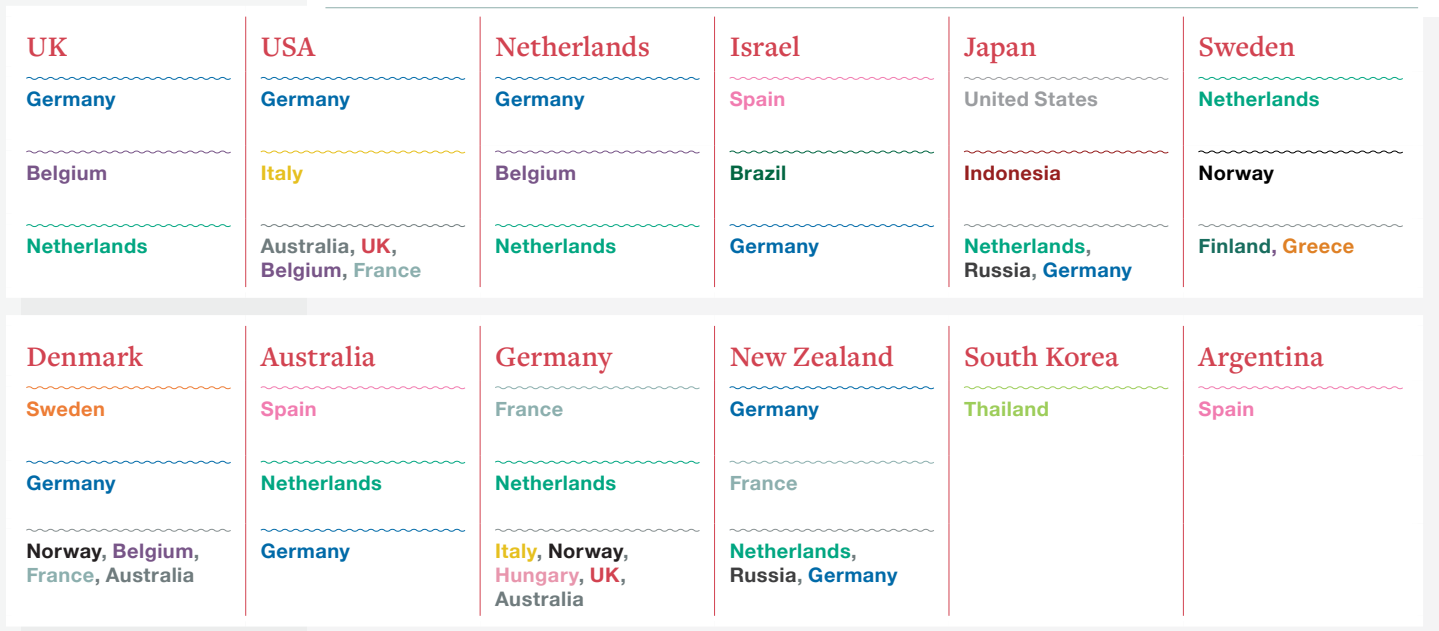 UK
Germany
Belgium
Netherlands
USA
Germany
Italy
Australia, UK,
Belgium, France
Netherlands
Germany
Belgium
Netherlands
Israel
Spain
Brazil
Germany
Japan
United States
Indonesia
Netherlands,
Russia, Germany
Sweden
Netherlands
Norway
Finland, Greece
Denmark
Sweden
Germany
Norway, Belgium,
France, Australia
Australia
Spain
Netherlands
Germany
Germany
France
Netherlands
Italy, Norway,
Hungary, UK,
Australia
New Zealand
Germany
France
Netherlands,
Russia, Germany
South Korea
Thailand
Argentina
Spain